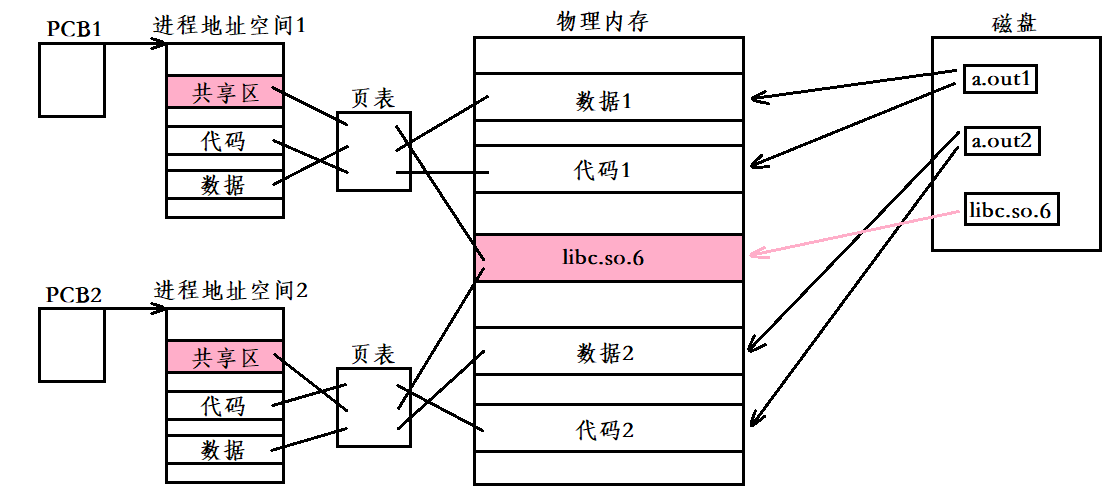 PCB1
进程地址空间1
共享区
代码
数据
页表
物理内存
数据1
代码1
libc.so.6
数据2
代码2
磁盘
a.out1
a.out2
libc.so.6
PCB2
进程地址空间2
共享区
代码
数据
页表